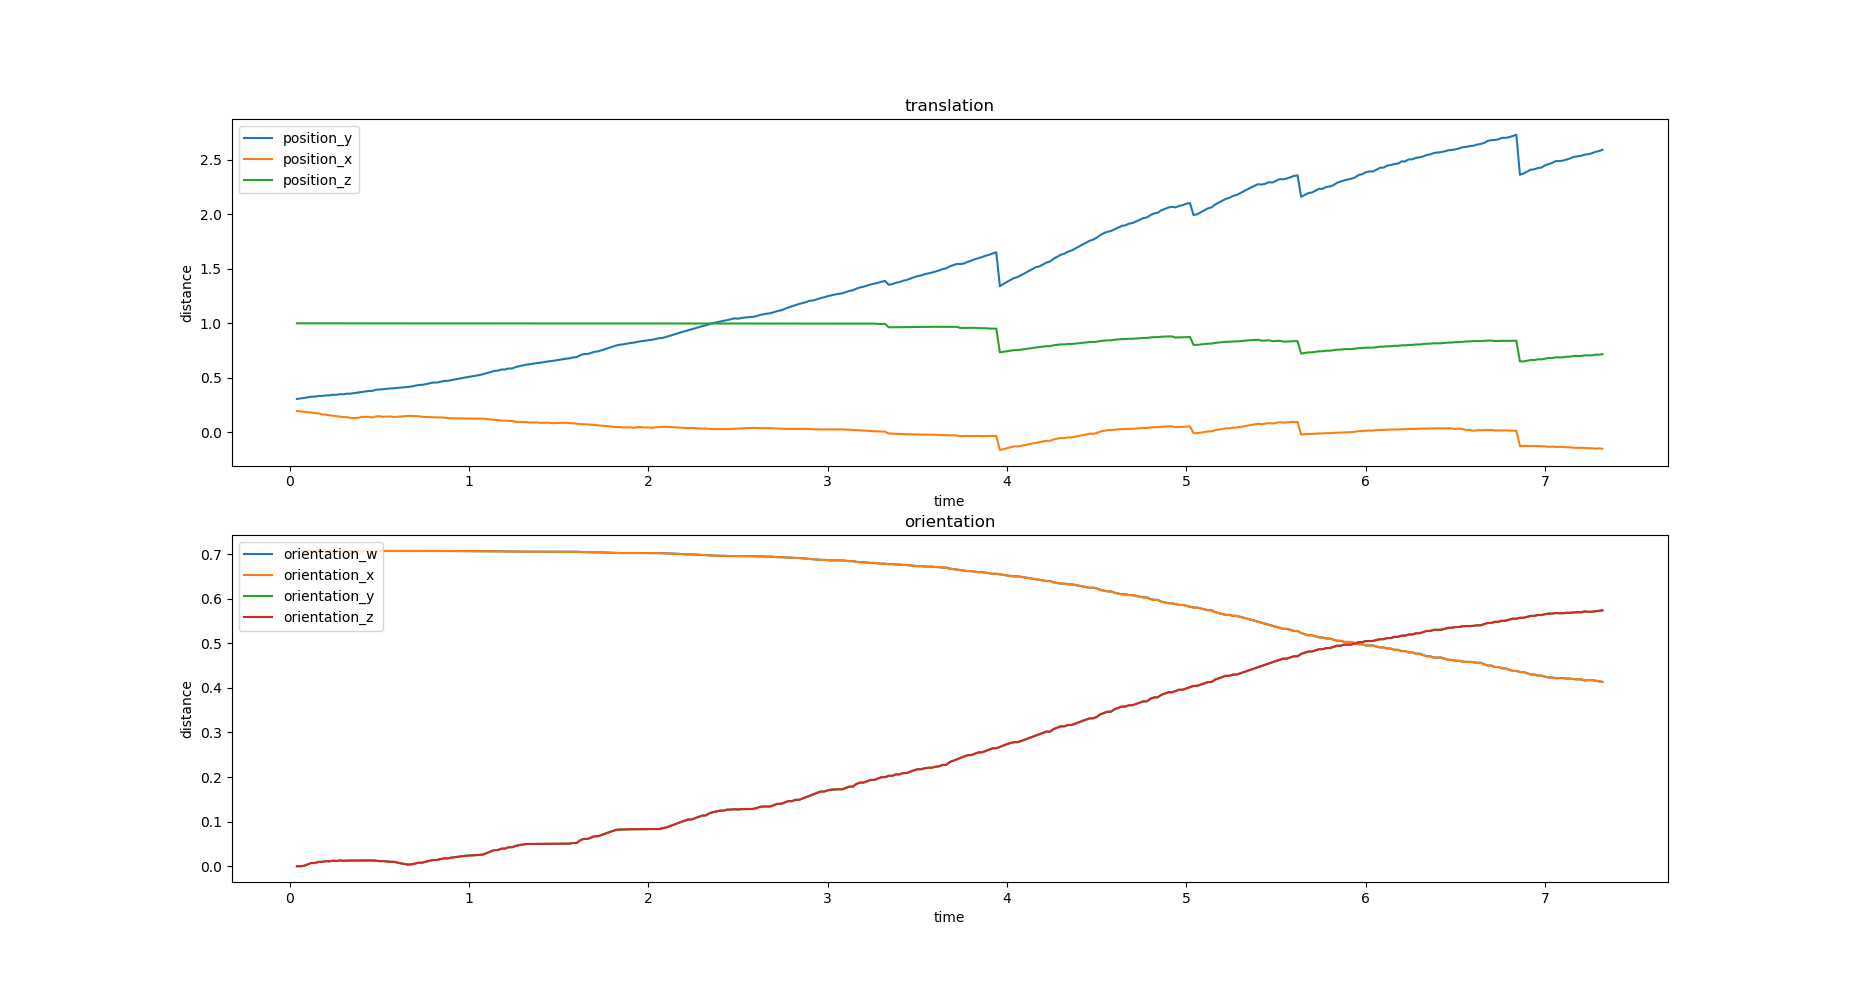 translation
position_y
position_x
position_z
distance
2.5
2.0
1.5
1.0
0.5
0.0
0 1 2 3 4 5 6 7
time
orientation
orientation_w
orientation_x
orientation_y
orientation_z
distance
0.7
0.6
0.5
0.4
0.3
0.2
0.1
0.0
0 1 2 3 4 5 6 7
time